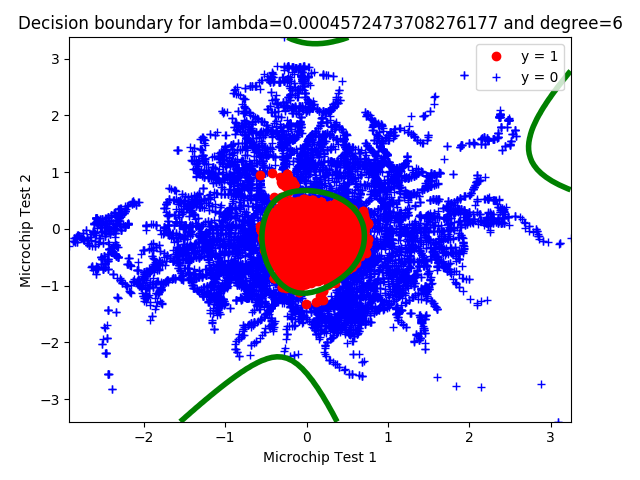 Decision boundary for lambda=0.0004572473708276177 and degree=6
y = 1
y = 0
3
2
1
0
−1
−2
−3
Microchip Test 2
−2 −1 0 1 2 3
Microchip Test 1